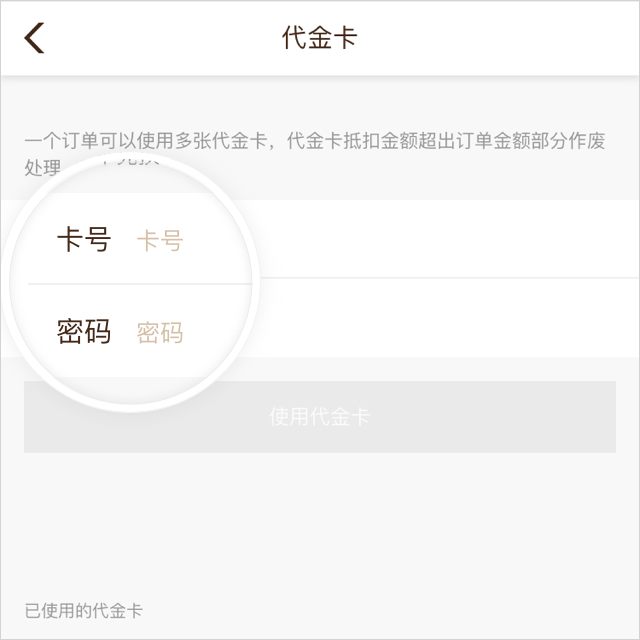 代金卡
一个订单可以使用多张代金卡，代金卡抵扣金额超出订单金额部分作废
处理
卡号 卡号
密码 密码
使用代金卡
已使用的代金卡